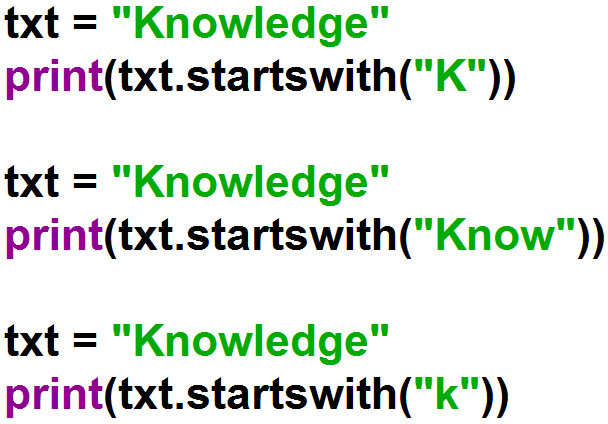 txt = "Knowledge"
print(txt.startswith("K"))
txt = "Knowledge"
print(txt.startswith("Know"))
txt = "Knowledge"
print(txt.startswith("k"))